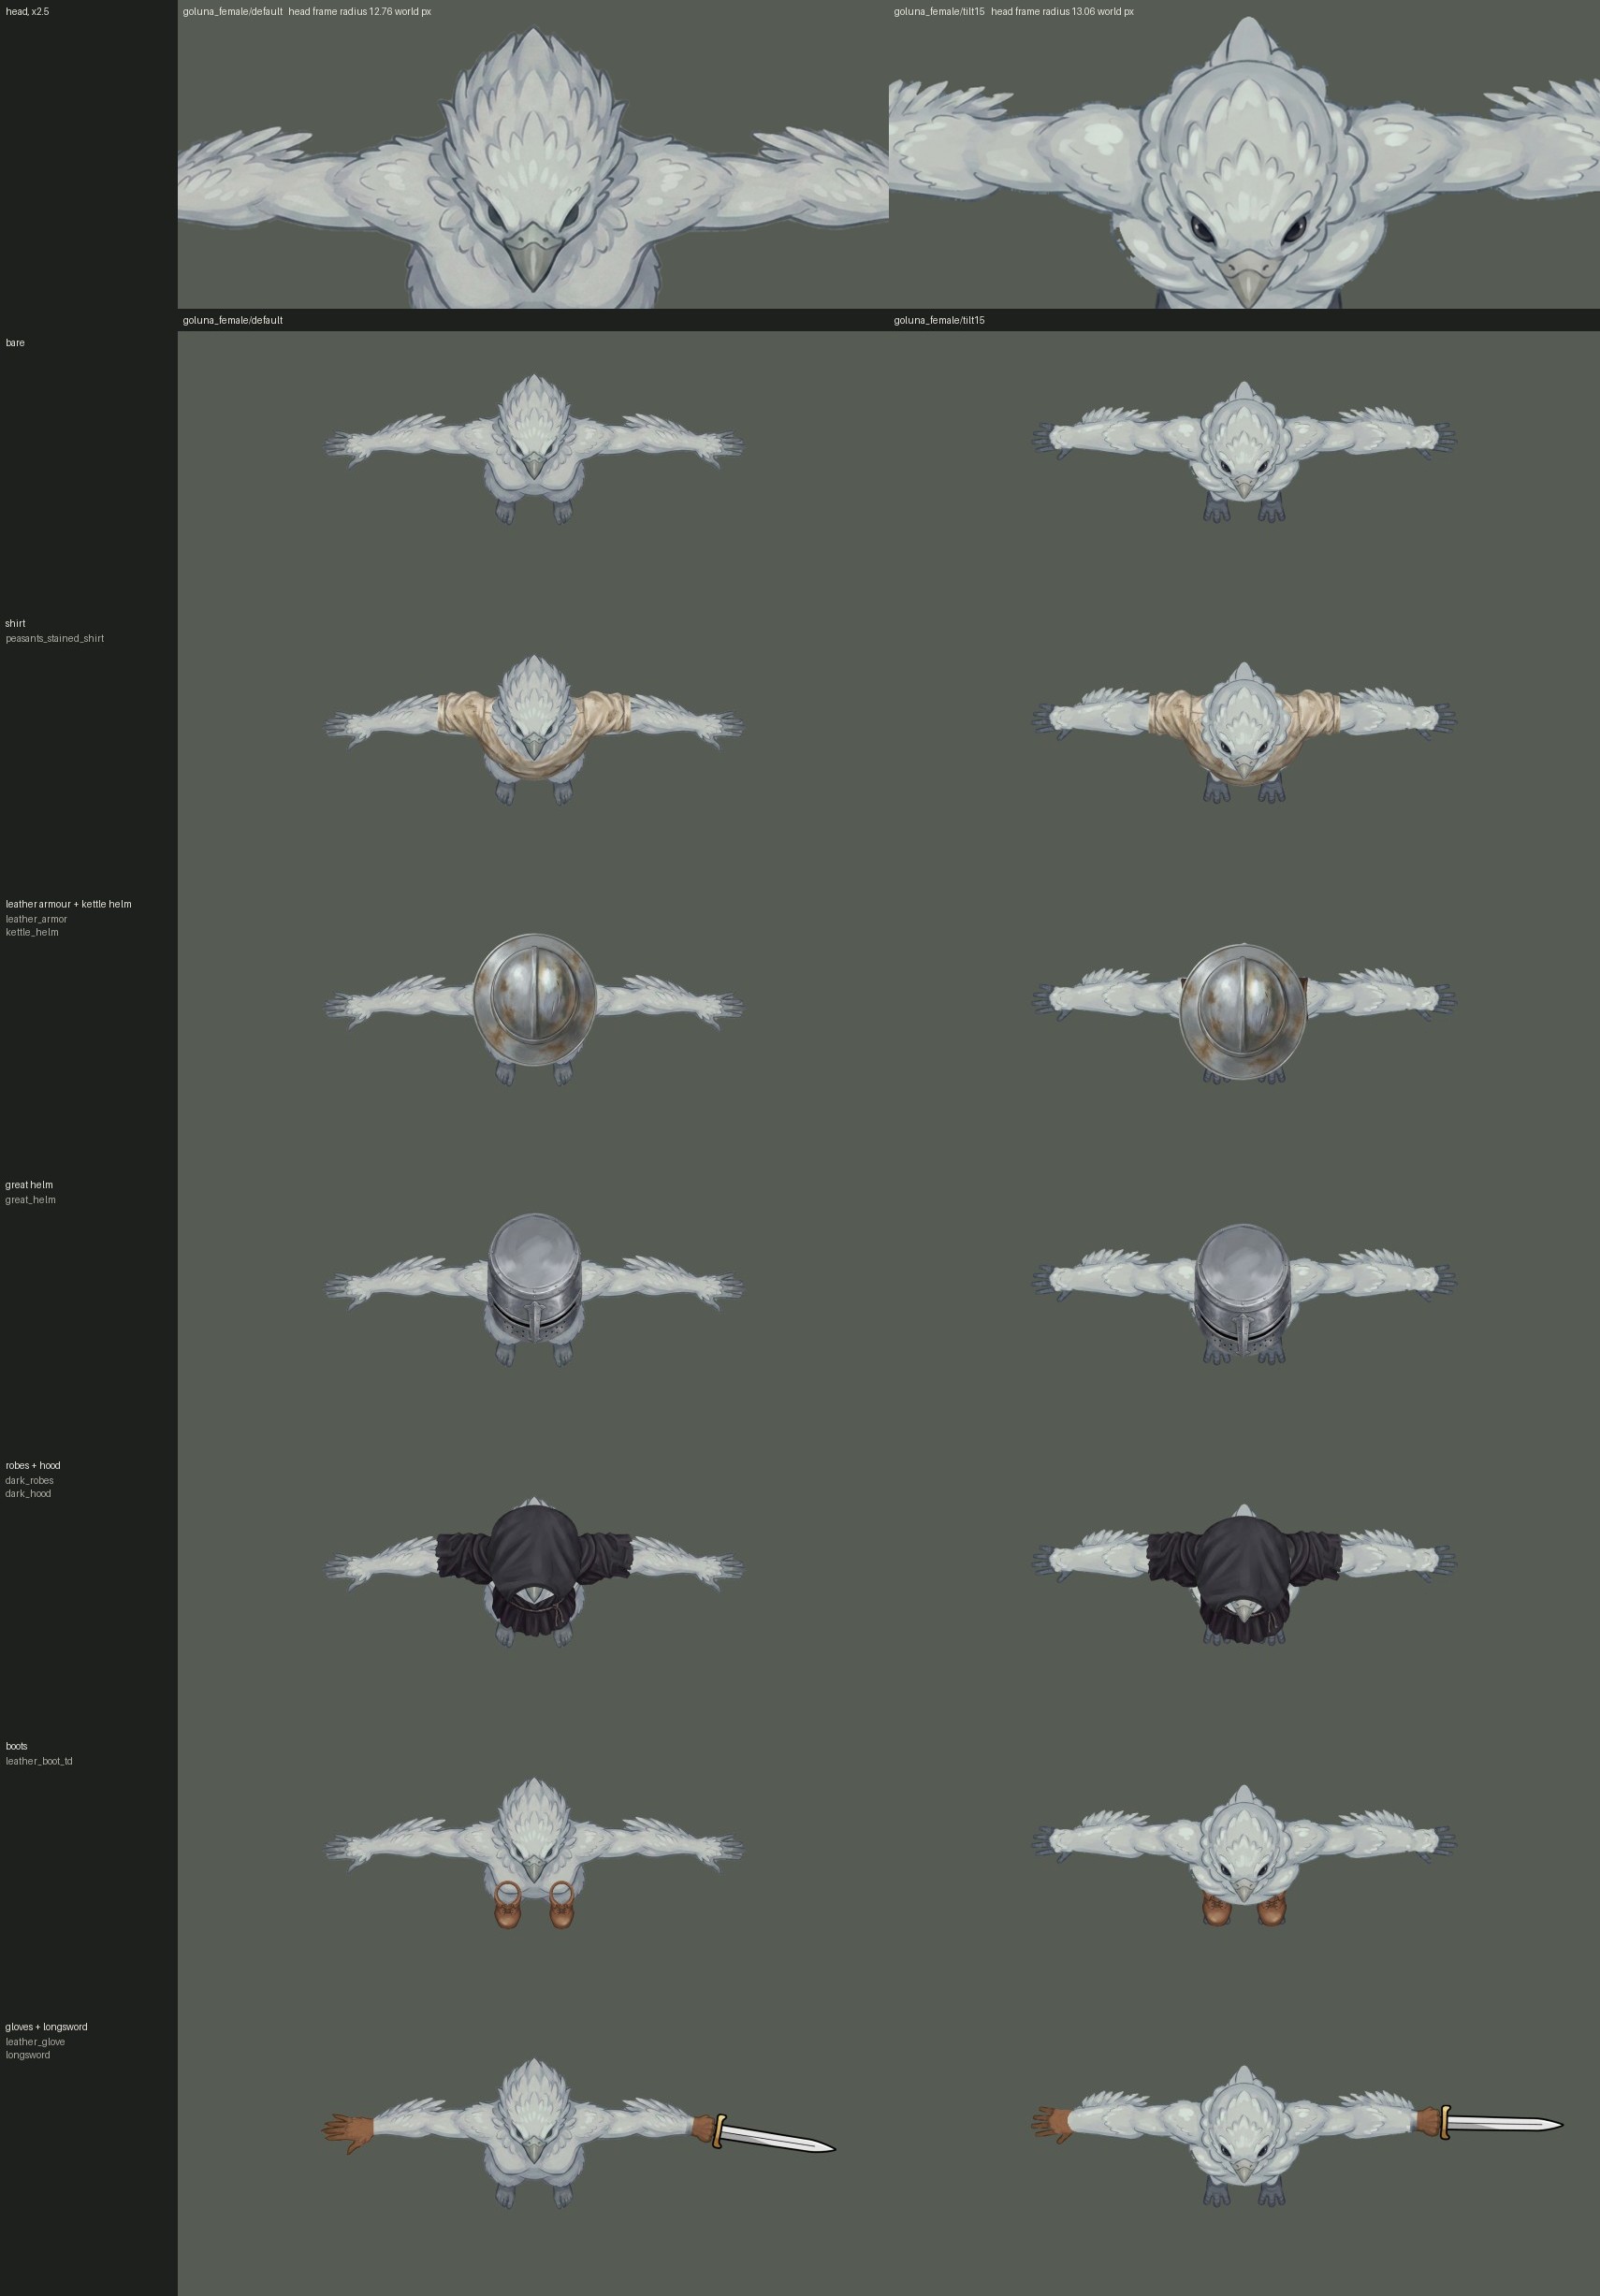 head, x2.5
goluna_female/default head frame radius 12.76 world px
goluna_female/tilt15 head frame radius 13.06 world px
goluna_female/default
goluna_female/tilt15
bare
shirt
peasants_stained_shirt
leather armour + kettle helm
leather_armor
kettle_helm
great helm
great_helm
robes + hood
dark_robes
dark_hood
boots
leather_boot_td
gloves + longsword
leather_glove
longsword